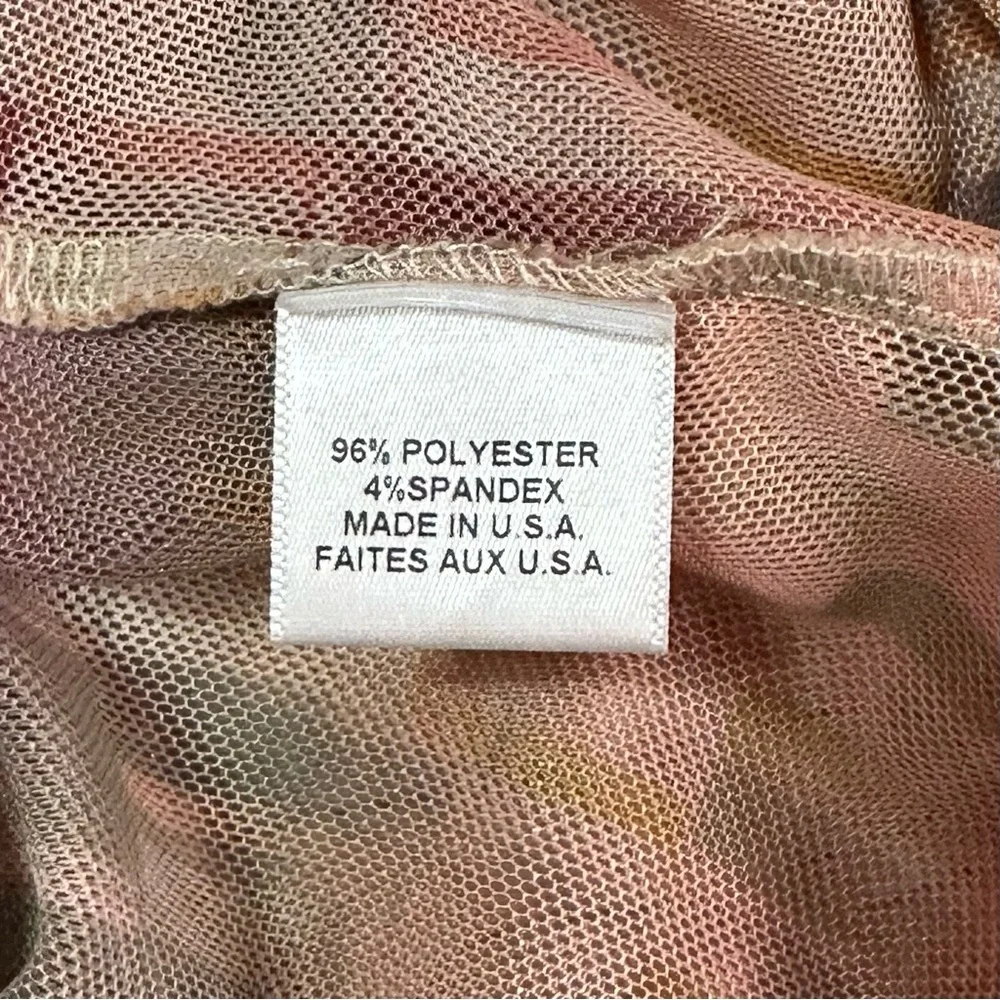 96% POLYESTER
4%SPANDEX
MADE IN U.S.A.
FAITES AUX U.S.A.